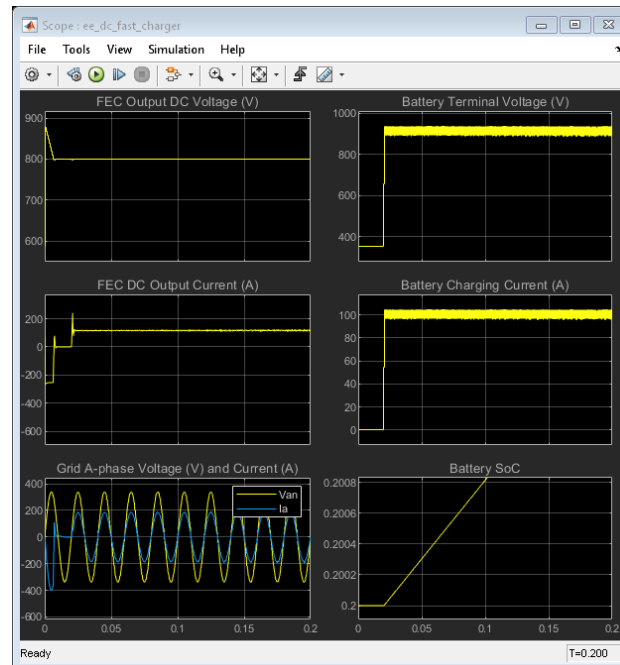 Scope : ee_dc_fast_charger
File Tools View Simulation Help
FEC Output DC Voltage (V)
900
800
700
600
Battery Terminal Voltage (V)
1000
800
600
400
FEC DC Output Current (A)
200
0
-200
-400
-600
Battery Charging Current (A)
100
80
60
40
20
0
Grid A-phase Voltage (V) and Current (A)
400
200
0
-200
-400
-600
Van
Ia
0 0.05 0.1 0.15 0.2
Battery SoC
0.2008
0.2006
0.2004
0.2002
0.2
0 0.05 0.1 0.15 0.2
Ready T=0.200